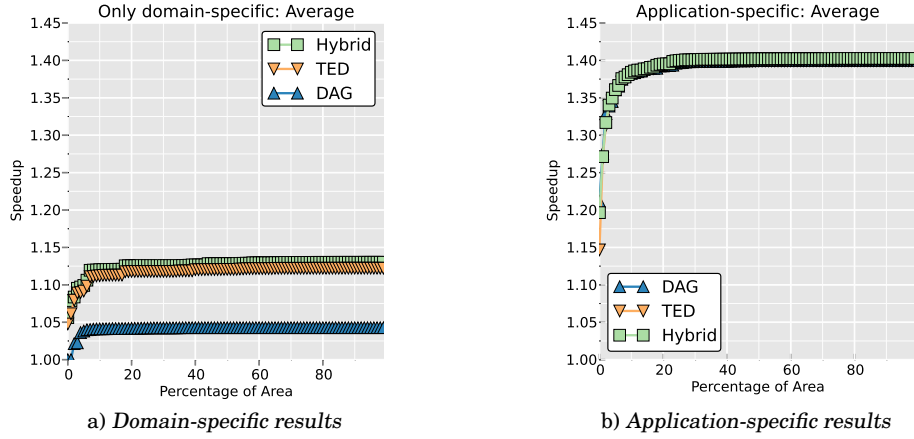 Only domain-specific: Average
1.45
1.40
1.35
1.30
1.25
1.20
1.15
1.10
1.05
1.00
Speedup
Hybrid
TED
DAG
0 20 40 60 80
Percentage of Area
a) Domain-specific results
Application-specific: Average
1.45
1.40
1.35
1.30
1.25
1.20
1.15
1.10
1.05
1.00
Speedup
DAG
TED
Hybrid
0 20 40 60 80
Percentage of Area
b) Application-specific results